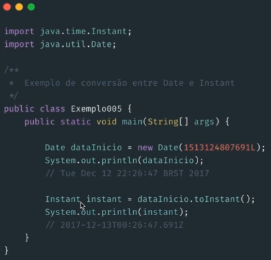 import java.time.Instant;
import java.util.Date;
/**
* Exemplo de conversão entre Date e Instant
*/
public class Exemplo005 {
public static void main(String[] args) {
Date dataInicio = new Date(1513124807691L);
System.out.println(dataInicio);
// Tue Dec 12 22:26:47 BRST 2017
Instant instant = dataInicio.toInstant();
System.out.println(instant);
// 2017-12-13T00:26:47.691Z
}
}